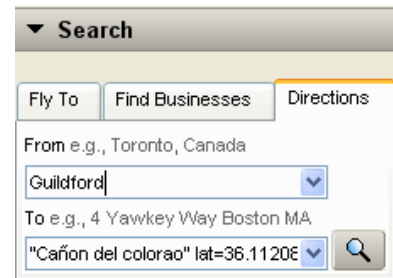 ▼ Search
Fly To Find Businesses Directions
From e.g., Toronto, Canada
Guildford
To e.g., 4 Yawkey Way Boston MA
"Cañon del colorao" lat=36.11208